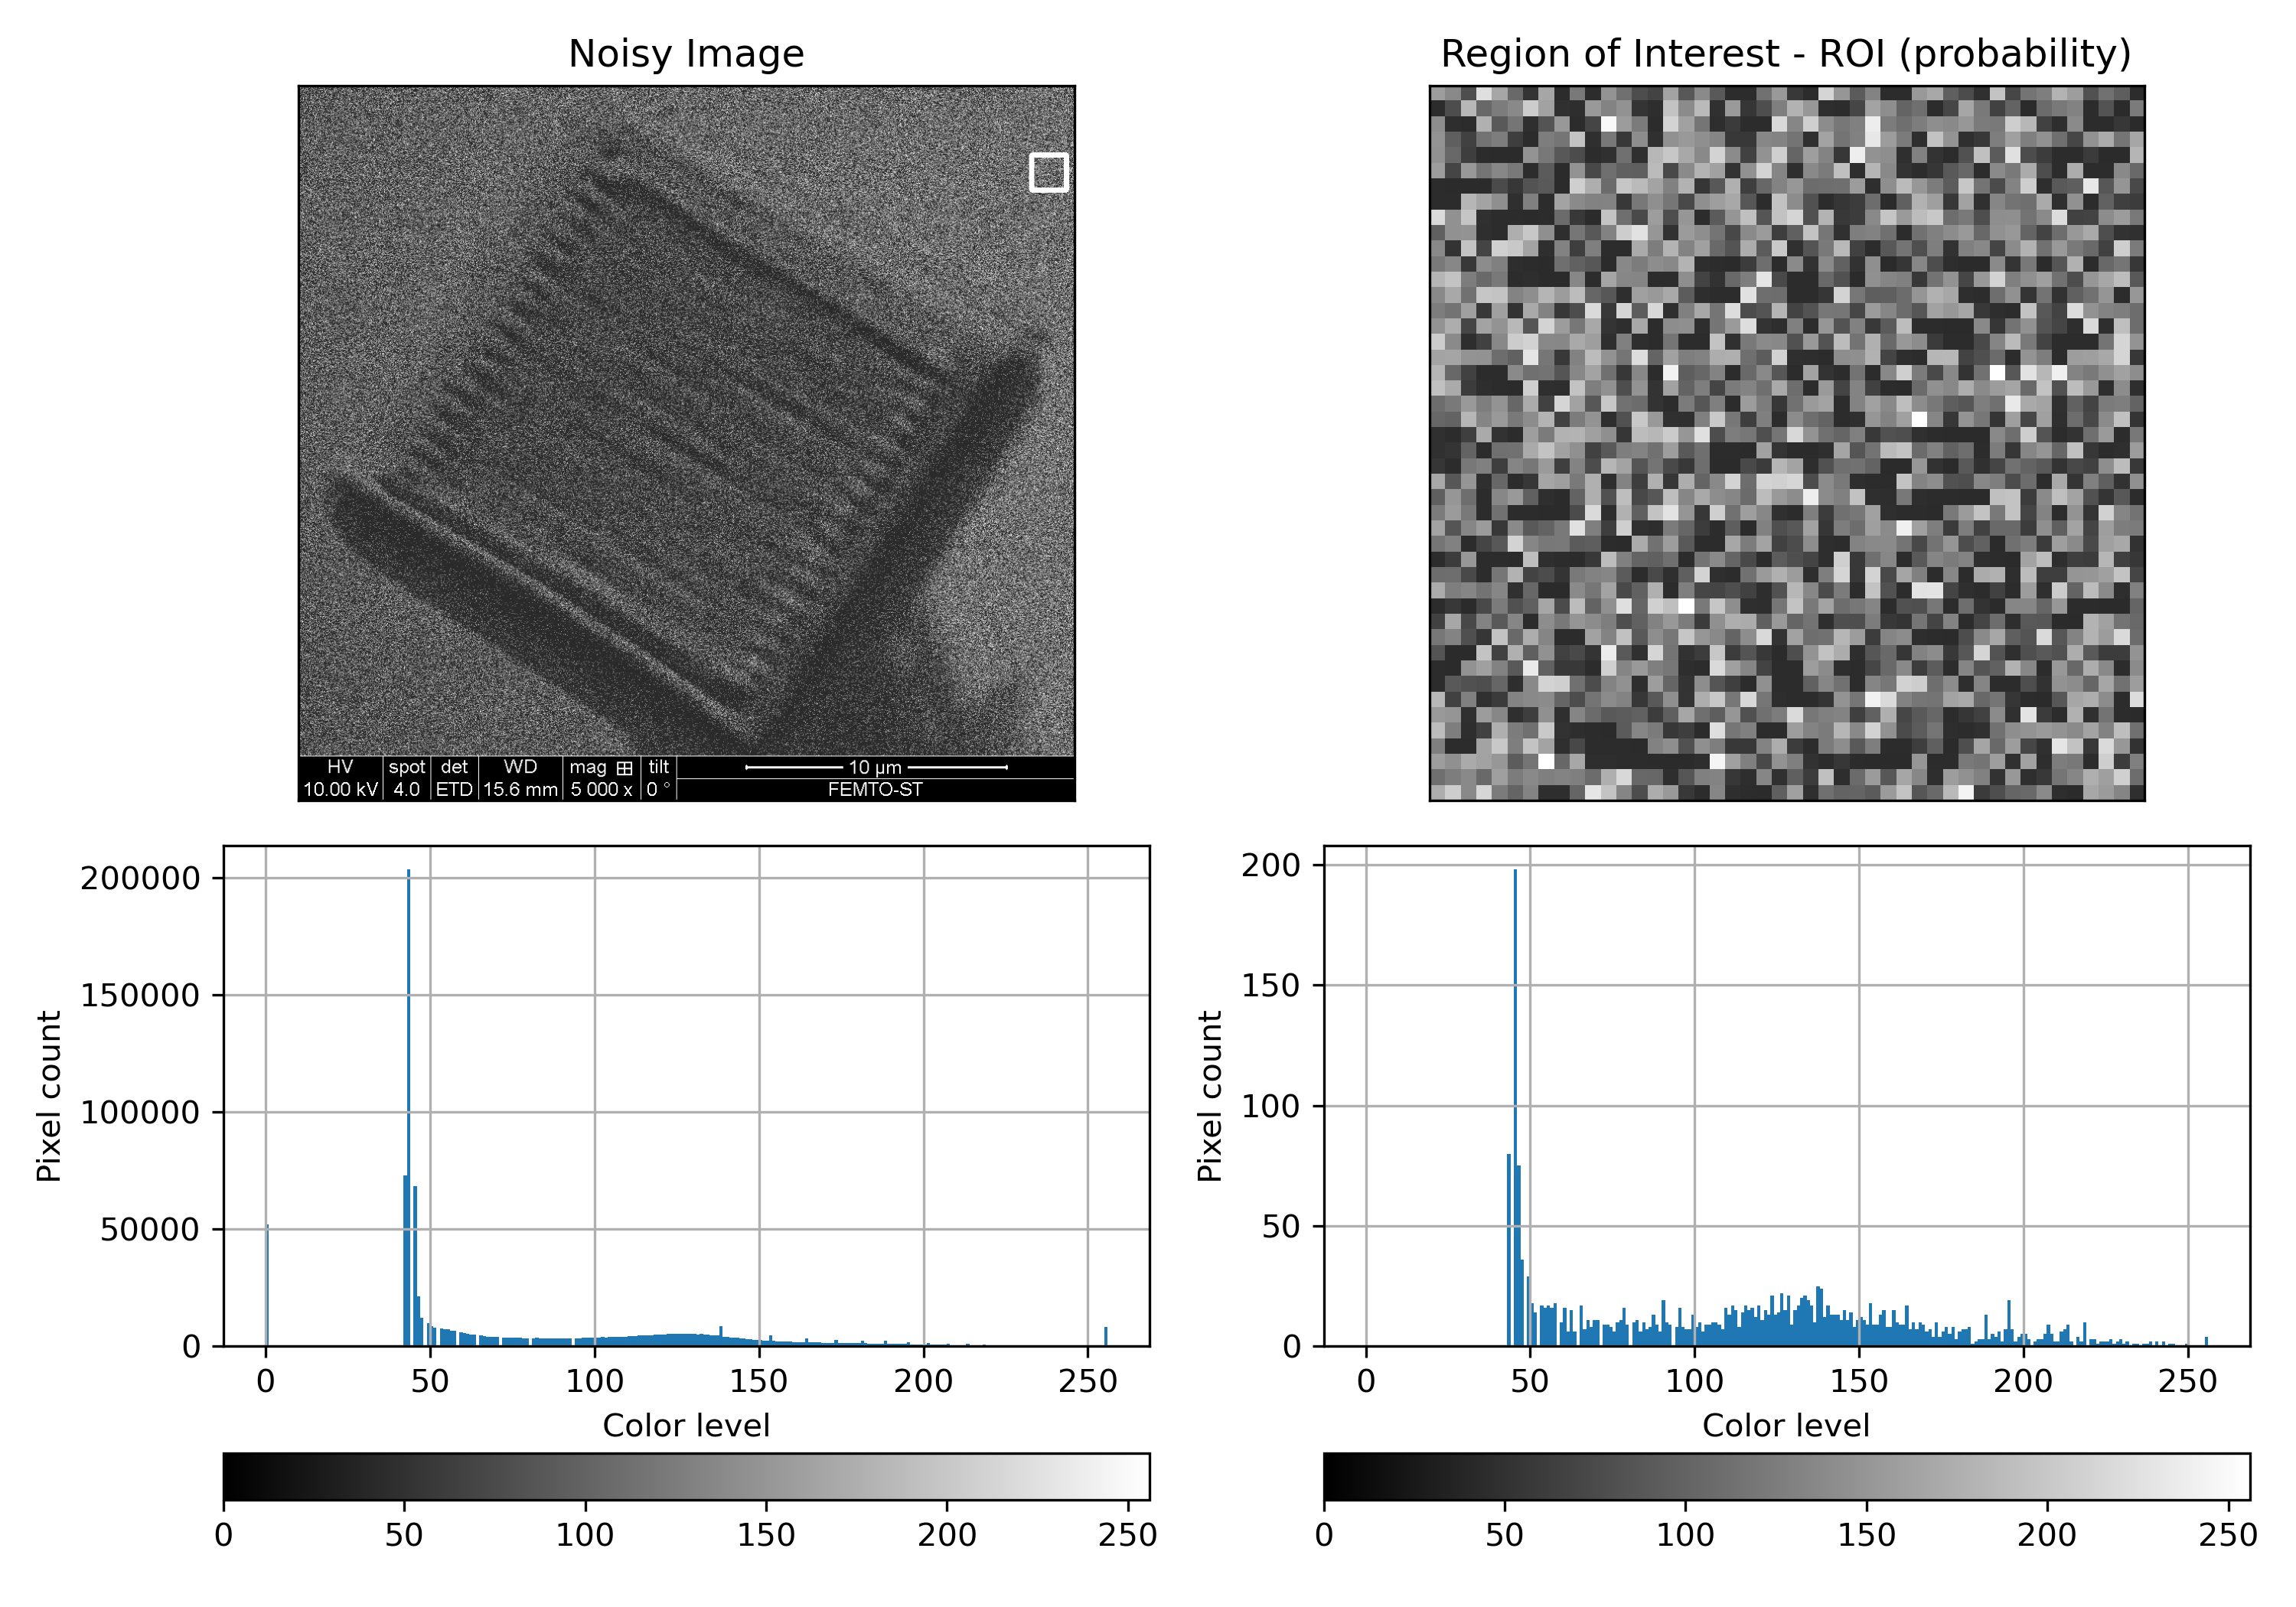 Noisy Image
Region of Interest - ROI (probability)
HV spot det WD mag tilt 10 µm
10.00 kV 4.0 ETD 15.6 mm 5 000 x 0 ° FEMTO-ST
Pixel count
200000
150000
100000
50000
0
0 50 100 150 200 250
Color level
0 50 100 150 200 250
Pixel count
200
150
100
50
0
0 50 100 150 200 250
Color level
0 50 100 150 200 250